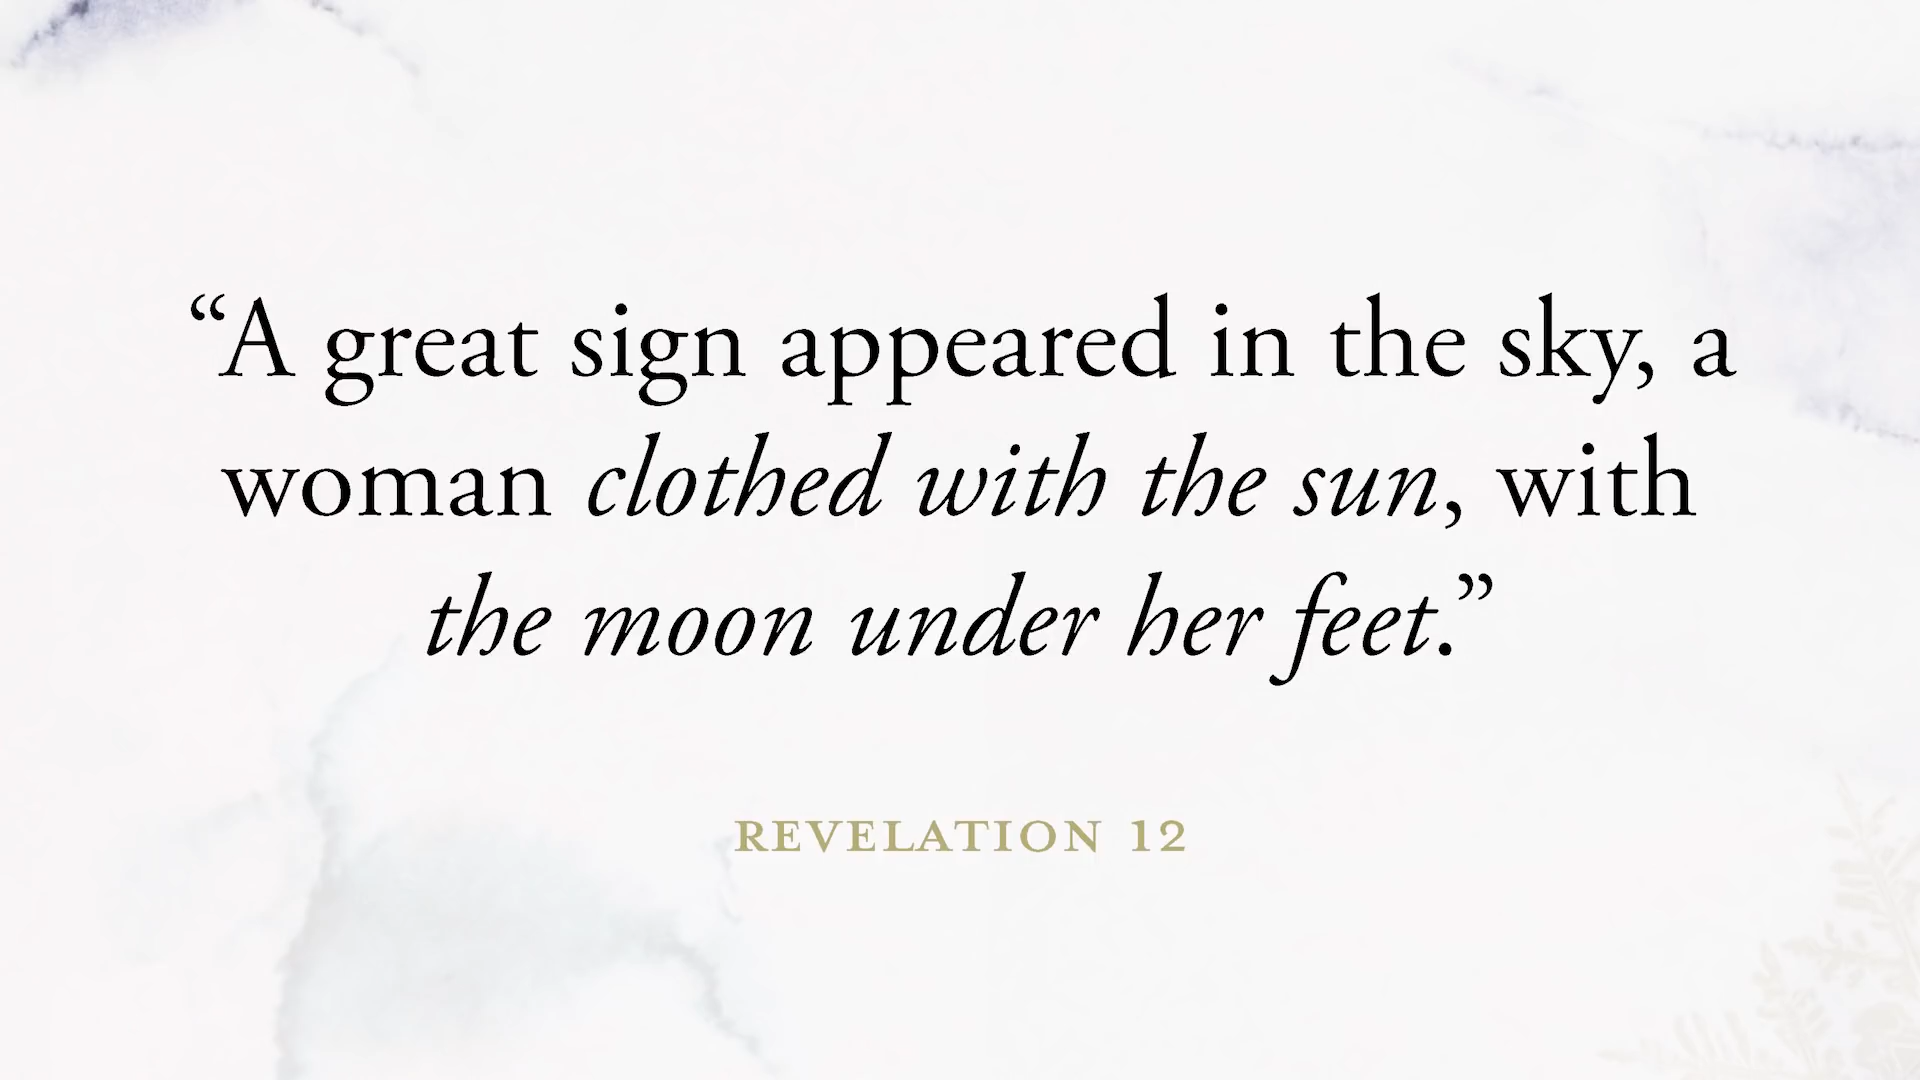 “A great sign appeared in the sky, a
woman clothed with the sun, with
the moon under her feet.”
REVELATION 12